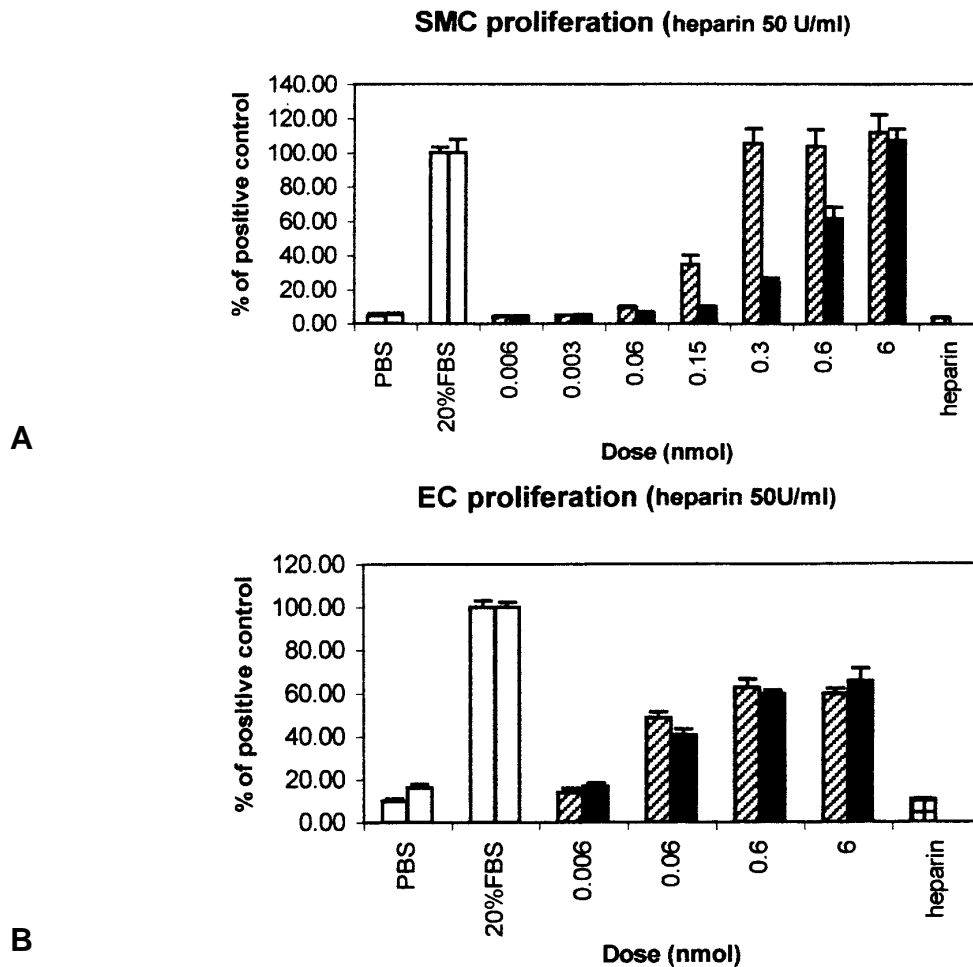 SMC proliferation (heparin 50 U/ml)
% of positive control
140.00
120.00
100.00
80.00
60.00
40.00
20.00
0.00
PBS
20%FBS
0.006
0.003
0.06
0.15
0.3
0.6
6
heparin
Dose (nmol)
A
EC proliferation (heparin 50U/ml)
% of positive control
120.00
100.00
80.00
60.00
40.00
20.00
0.00
PBS
20%FBS
0.006
0.06
0.6
6
heparin
Dose (nmol)
B